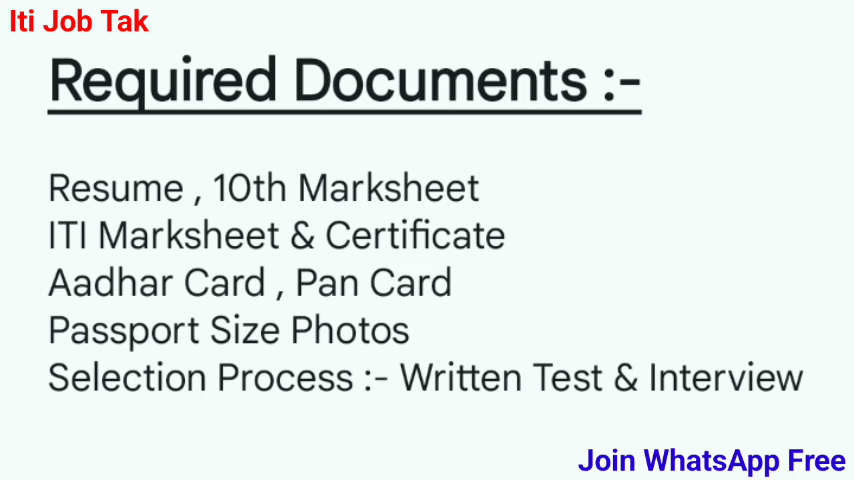 Iti Job Tak
Required Documents :-
Resume , 10th Marksheet
ITI Marksheet & Certificate
Aadhar Card , Pan Card
Passport Size Photos
Selection Process :- Written Test & Interview
Join WhatsApp Free